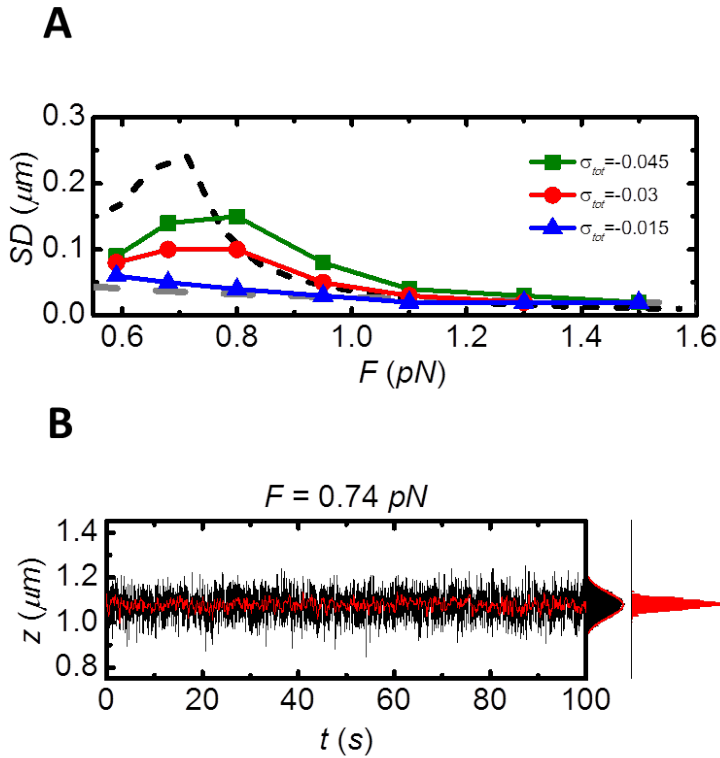 A
0.3
0.2
0.1
0.0
SD (μm)
σtot=-0.045
σtot=-0.03
σtot=-0.015
0.6 0.8 1.0 1.2 1.4 1.6
F (pN)
B
F = 0.74 pN
1.4
1.2
1.0
0.8
z (μm)
0 20 40 60 80 100
t (s)